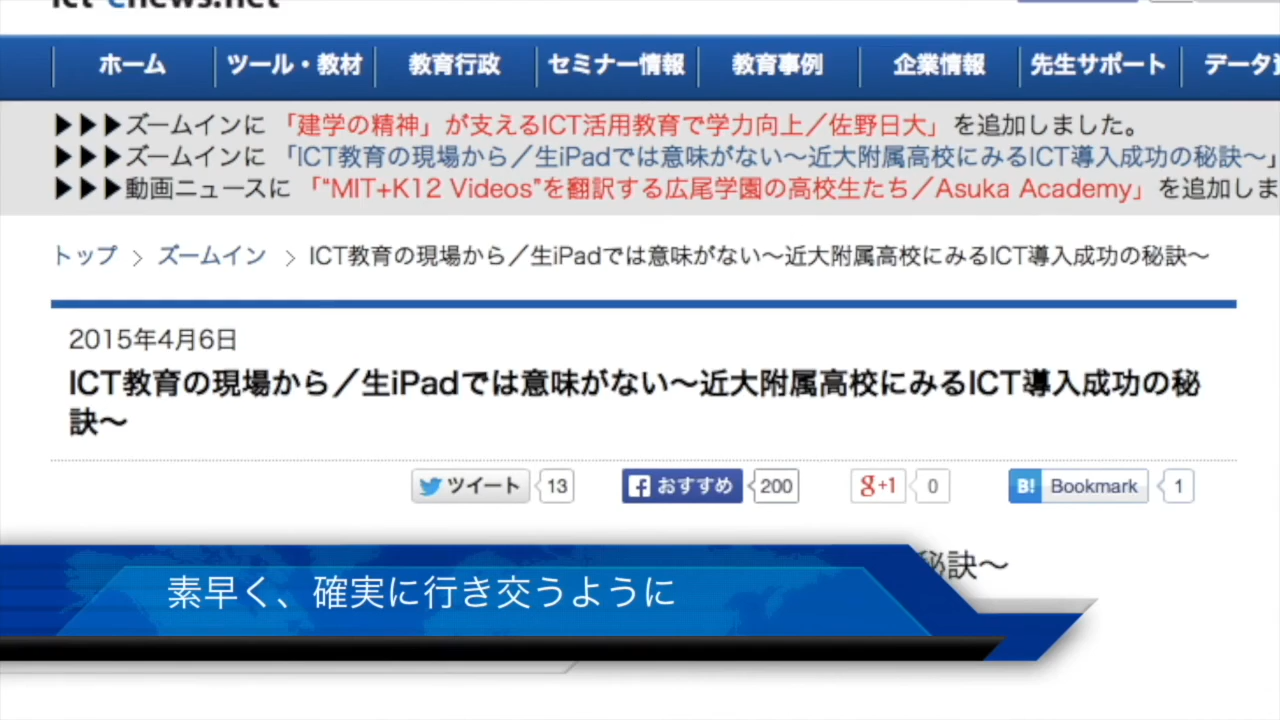 ict-enews.net
ホーム ツール・教材 教育行政 セミナー情報 教育事例 企業情報 先生サポート データ
▶▶▶ズームインに「建学の精神」が支えるICT活用教育で学力向上／佐野日大」を追加しました。
▶▶▶ズームインに「ICT教育の現場から／生iPadでは意味がない〜近大附属高校にみるICT導入成功の秘訣〜」
▶▶▶動画ニュースに「“MIT+K12 Videos”を翻訳する広尾学園の高校生たち／Asuka Academy」を追加しま
トップ > ズームイン > ICT教育の現場から／生iPadでは意味がない〜近大附属高校にみるICT導入成功の秘訣〜
2015年4月6日
ICT教育の現場から／生iPadでは意味がない〜近大附属高校にみるICT導入成功の秘
訣〜
ツイート 13 おすすめ 200 g+1 0 B! Bookmark 1
秘訣〜
素早く、確実に行き交うように